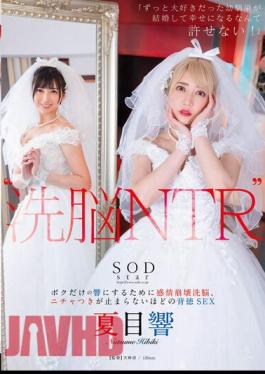 「ずっと大好きだった幼馴染が
結婚して幸せになるなんて
許せない！」
“洗脳NTR”
SOD
star
ボクだけの響にするために感情崩壊洗脳、
ニチャつきが止まらないほどの背徳SEX
夏目響
Natsume Hibiki
JAVHD